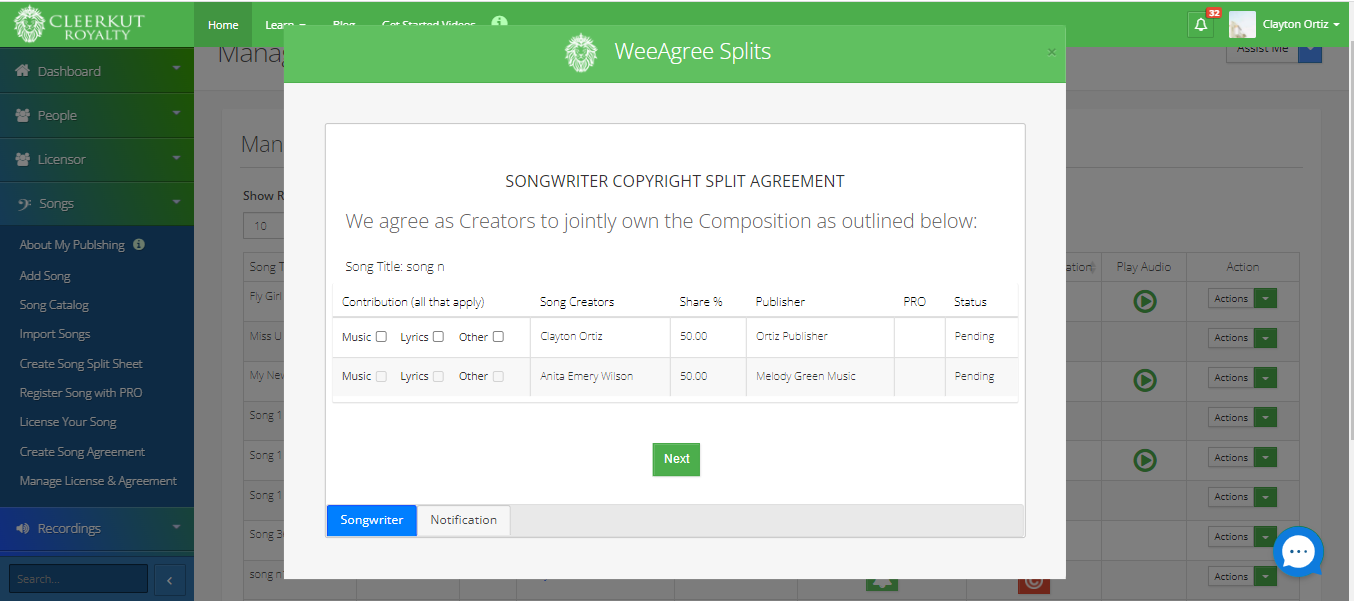 CLEERKUT
ROYALTY
Home
Blog
32
Clayton Ortiz
WeeAgree Splits
×
Dashboard
People
Licensor
Songs
About My Publshing
Add Song
Song Catalog
Import Songs
Create Song Split Sheet
Register Song with PRO
License Your Song
Create Song Agreement
Manage License & Agreement
Recordings
Search...
Assist Me
Show R
10
Song T
Play Audio
Action
Fly Girl
Actions
Miss U
Actions
My New
Actions
Song 1
Actions
Song 1
Actions
Song 1
Actions
Song 3
Actions
song n
Actions
SONGWRITER COPYRIGHT SPLIT AGREEMENT
We agree as Creators to jointly own the Composition as outlined below:
Song Title: song n
Contribution (all that apply) Song Creators Share % Publisher PRO Status
Music Lyrics Other Clayton Ortiz 50.00 Ortiz Publisher Pending
Music Lyrics Other Anita Emery Wilson 50.00 Melody Green Music Pending
Next
Songwriter Notification